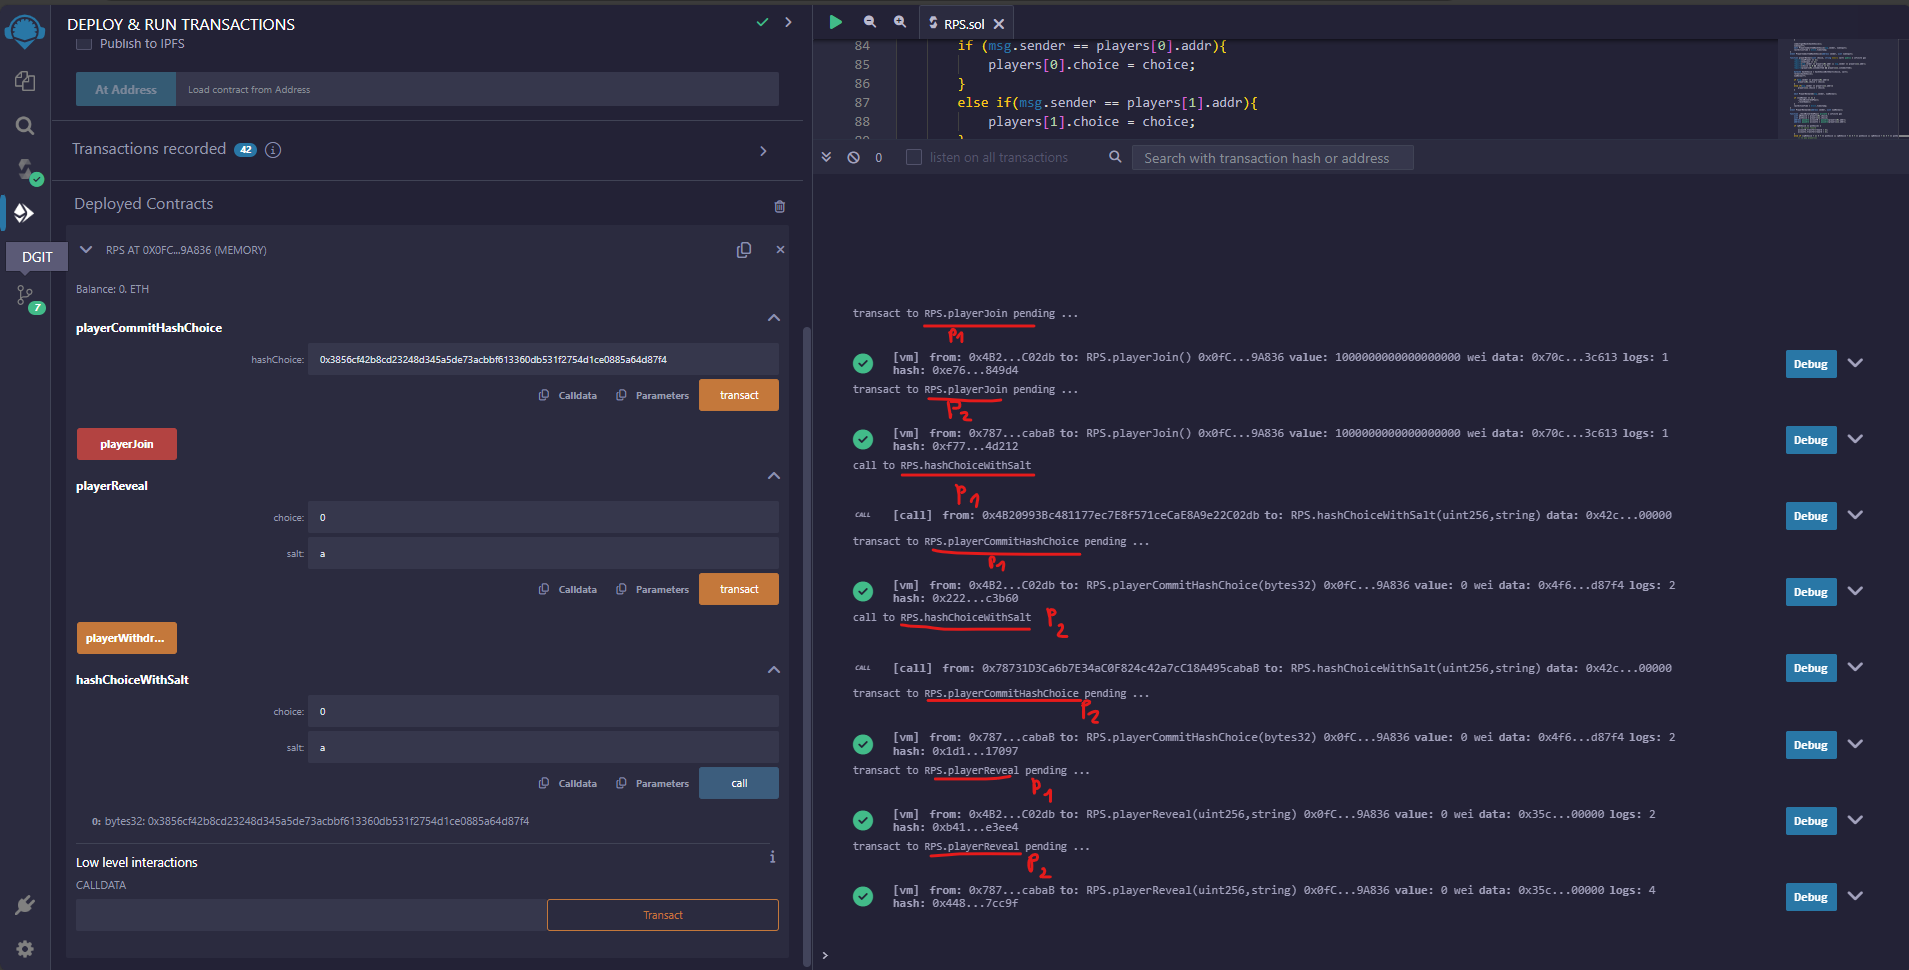 DEPLOY & RUN TRANSACTIONS
Publish to IPFS
At Address
Load contract from Address
Transactions recorded 42 i
Deployed Contracts
DGIT
RPS AT 0X0FC...9A836 (MEMORY)
7
Balance: 0. ETH
playerCommitHashChoice
hashChoice: 0x3856cf42b8cd23248d345a5de73acbbf613360db531f2754d1ce0885a64d87f4
Calldata Parameters transact
playerJoin
playerReveal
choice: 0
salt: a
Calldata Parameters transact
playerWithdr...
hashChoiceWithSalt
choice: 0
salt: a
Calldata Parameters call
0: bytes32: 0x3856cf42b8cd23248d345a5de73acbbf613360db531f2754d1ce0885a64d87f4
Low level interactions i
CALLDATA
Transact
RPS.sol
84 if (msg.sender == players[0].addr){
85 players[0].choice = choice;
86 }
87 else if(msg.sender == players[1].addr){
88 players[1].choice = choice;
89 }
0 listen on all transactions Search with transaction hash or address
transact to RPS.playerJoin pending ...
P1
[vm] from: 0x4B2...C02db to: RPS.playerJoin() 0x0fC...9A836 value: 1000000000000000000 wei data: 0x70c...3c613 logs: 1
hash: 0xe76...849d4
Debug
transact to RPS.playerJoin pending ...
P2
[vm] from: 0x787...cabaB to: RPS.playerJoin() 0x0fC...9A836 value: 1000000000000000000 wei data: 0x70c...3c613 logs: 1
hash: 0xf77...4d212
Debug
call to RPS.hashChoiceWithSalt
P1
CALL [call] from: 0x4B20993Bc481177ec7E8f571ceCaE8A9e22C02db to: RPS.hashChoiceWithSalt(uint256,string) data: 0x42c...00000
Debug
transact to RPS.playerCommitHashChoice pending ...
P1
[vm] from: 0x4B2...C02db to: RPS.playerCommitHashChoice(bytes32) 0x0fC...9A836 value: 0 wei data: 0x4f6...d87f4 logs: 2
hash: 0x222...c3b60
Debug
call to RPS.hashChoiceWithSalt P2
CALL [call] from: 0x78731D3Ca6b7E34aC0F824c42a7cC18A495cabaB to: RPS.hashChoiceWithSalt(uint256,string) data: 0x42c...00000
Debug
transact to RPS.playerCommitHashChoice pending ...
P2
[vm] from: 0x787...cabaB to: RPS.playerCommitHashChoice(bytes32) 0x0fC...9A836 value: 0 wei data: 0x4f6...d87f4 logs: 2
hash: 0x1d1...17097
Debug
transact to RPS.playerReveal pending ...
P1
[vm] from: 0x4B2...C02db to: RPS.playerReveal(uint256,string) 0x0fC...9A836 value: 0 wei data: 0x35c...00000 logs: 2
hash: 0xb41...e3ee4
Debug
transact to RPS.playerReveal pending ...
P2
[vm] from: 0x787...cabaB to: RPS.playerReveal(uint256,string) 0x0fC...9A836 value: 0 wei data: 0x35c...00000 logs: 4
hash: 0x448...7cc9f
Debug
>